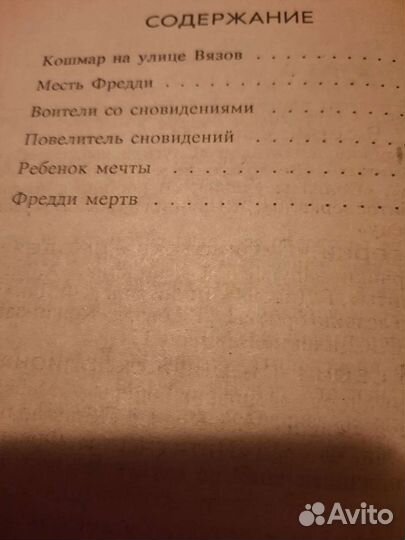 СОДЕРЖАНИЕ
Кошмар на улице Вязов . . . . . . . . .
Месть Фредди . . . . . . . . . . . . .
Воители со сновидениями . . . . . . . .
Повелитель сновидений . . . . . . . . .
Ребенок мечты . . . . . . . . . . . . .
Фредди мертв . . . . . . . . . . . . .
Avito